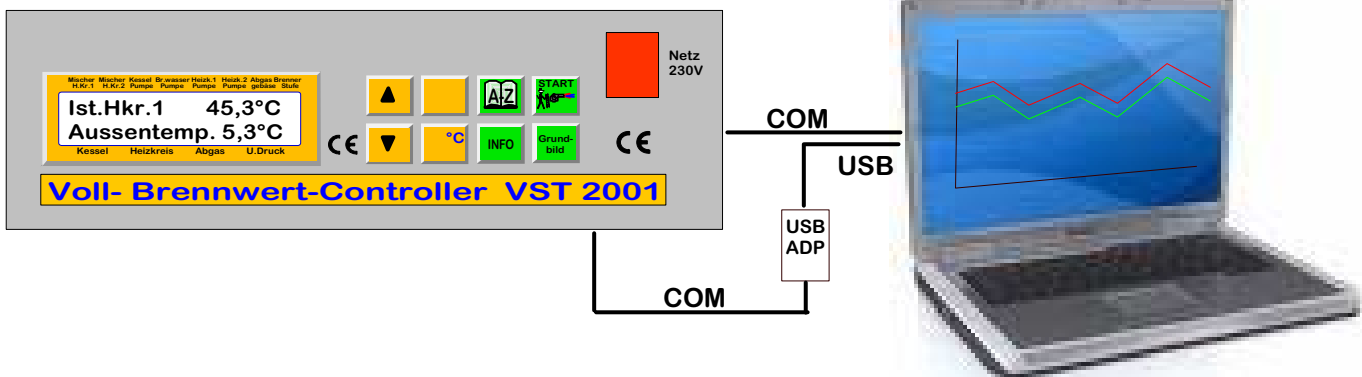 Mischer Mischer Kessel Br.wasser Heizk.1 Heizk.2 Abgas Brenner
H.Kr.1 H.Kr.2 Pumpe Pumpe Pumpe Pumpe gebläse Stufe
Ist.Hkr.1 45,3°C
Aussentemp. 5,3°C
Kessel Heizkreis Abgas U.Druck
CE
▲
▼
°C
A-Z
INFO
START
Grund-
bild
Netz
230V
CE
Voll- Brennwert-Controller VST 2001
COM
USB
USB
ADP
COM